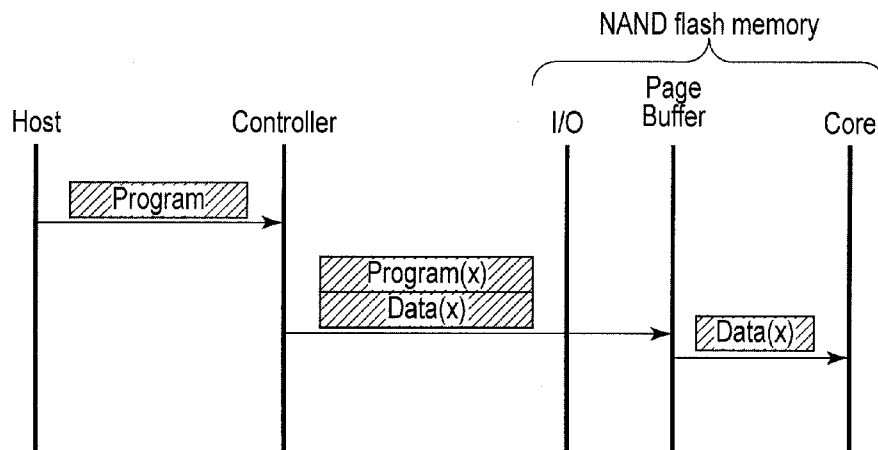 NAND flash memory
Host
Controller
I/O
Page
Buffer
Core
Program
Program(x)
Data(x)
Data(x)